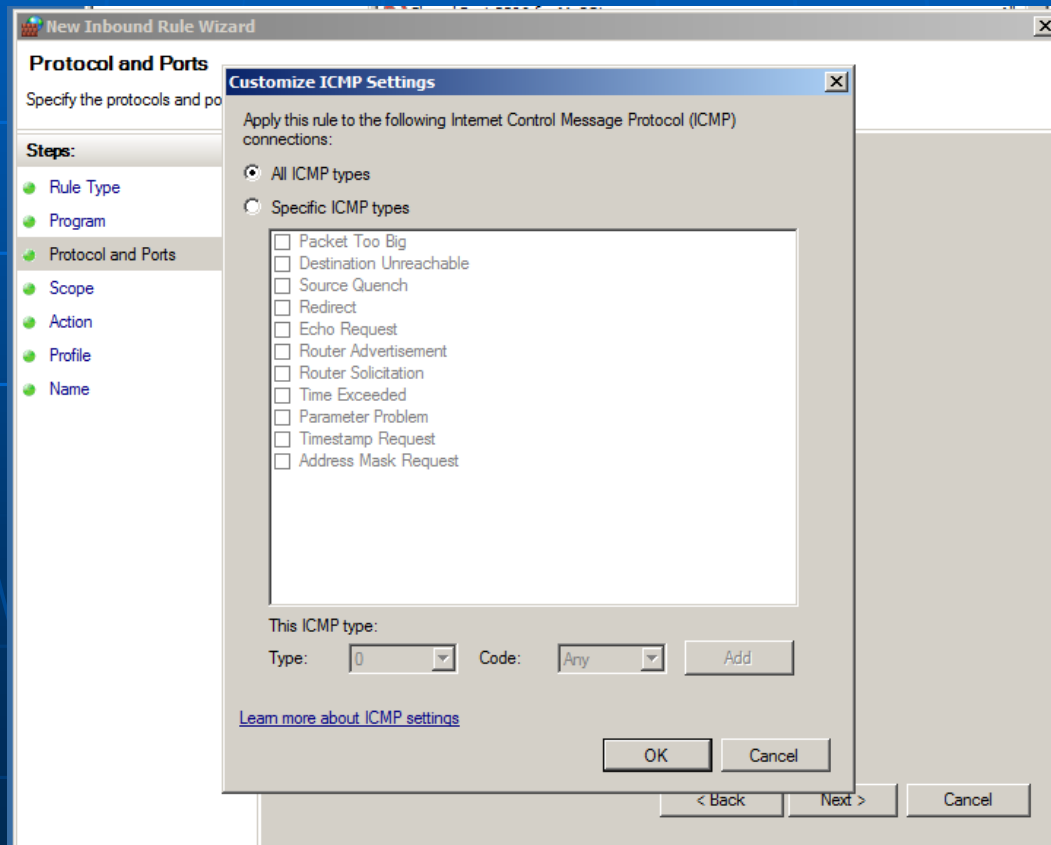 New Inbound Rule Wizard
Protocol and Ports
Specify the protocols and po
Steps:
Rule Type
Program
Protocol and Ports
Scope
Action
Profile
Name
Customize ICMP Settings
Apply this rule to the following Internet Control Message Protocol (ICMP)
connections:
All ICMP types
Specific ICMP types
Packet Too Big
Destination Unreachable
Source Quench
Redirect
Echo Request
Router Advertisement
Router Solicitation
Time Exceeded
Parameter Problem
Timestamp Request
Address Mask Request
This ICMP type:
Type: 0 Code: Any Add
Learn more about ICMP settings
OK Cancel
< Back Next > Cancel